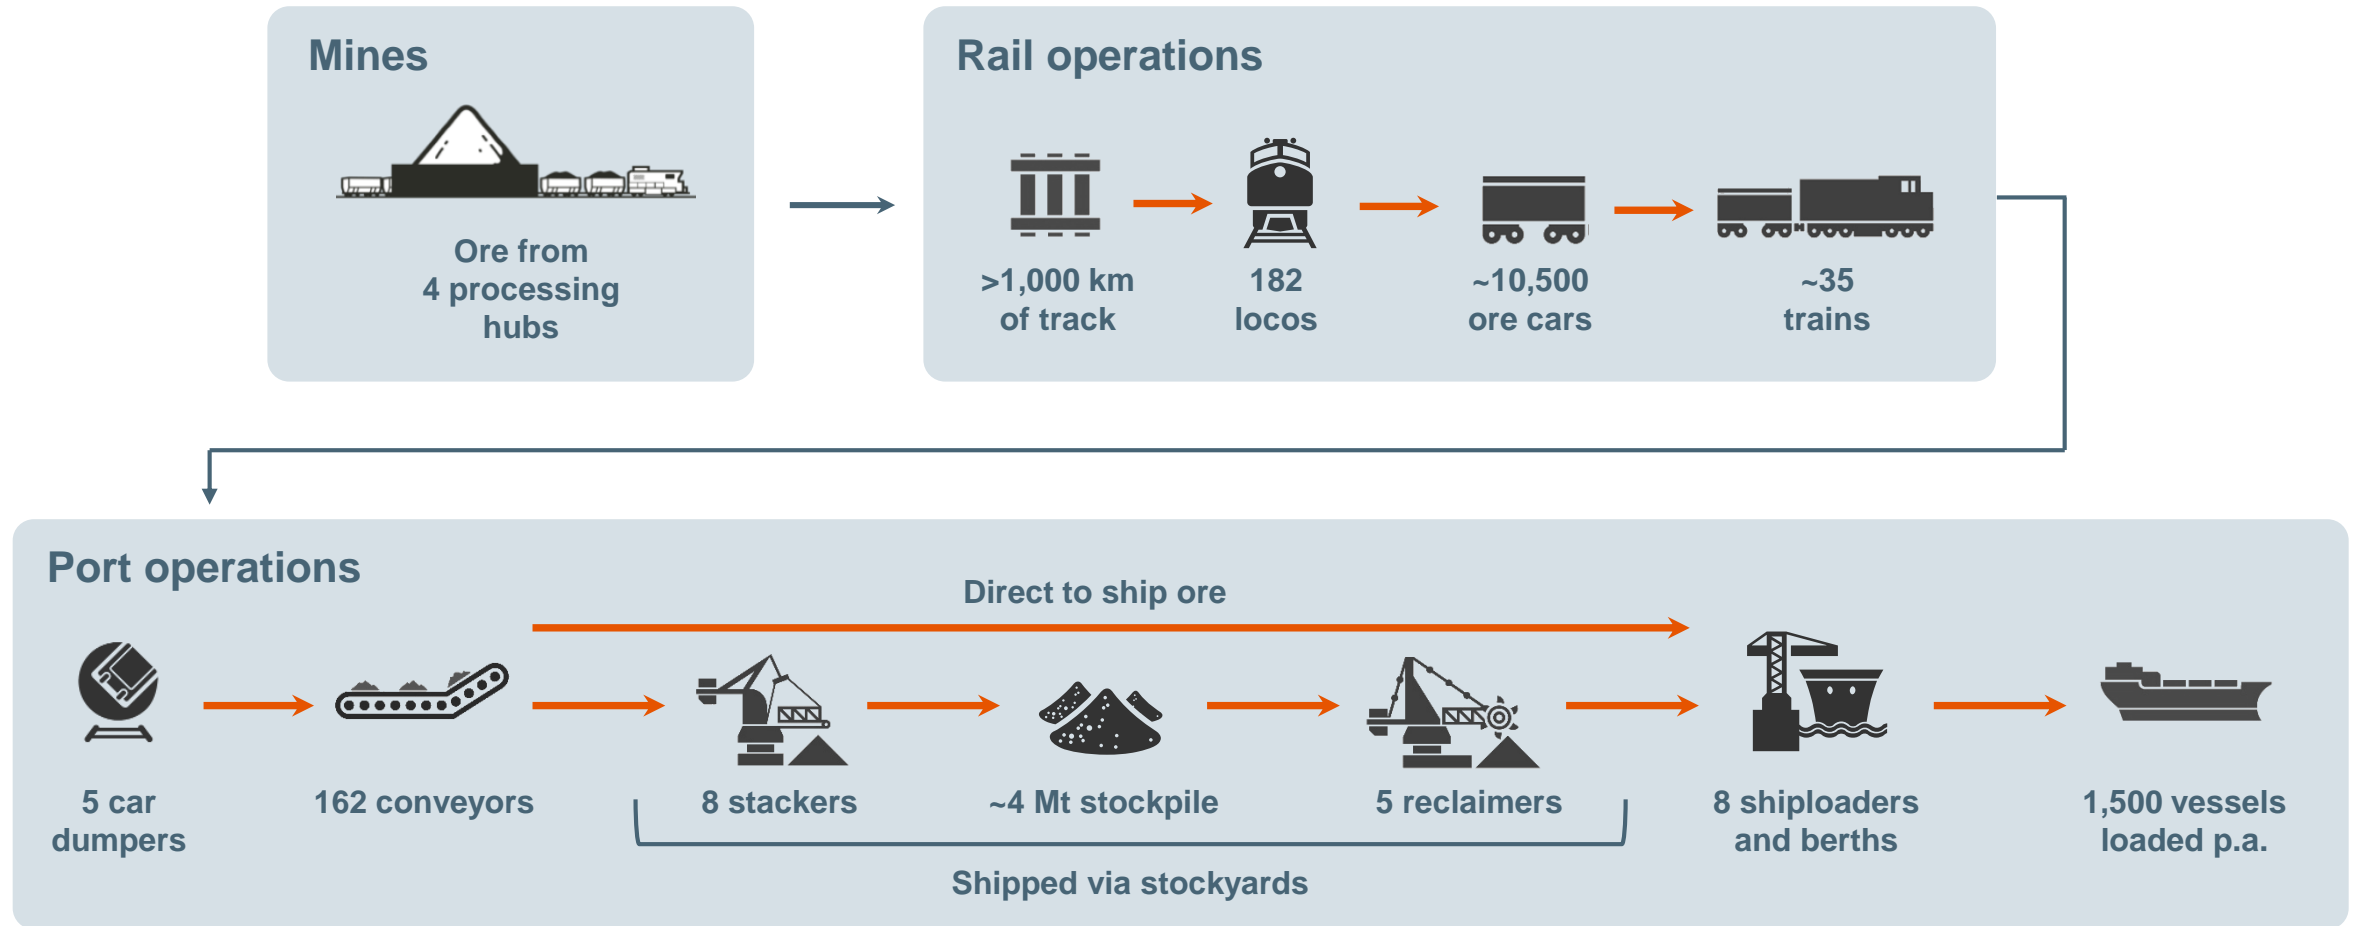 Mines
Ore from
4 processing
hubs
Rail operations
>1,000 km
of track
182
locos
~10,500
ore cars
~35
trains
Port operations
Direct to ship ore
5 car
dumpers
162 conveyors
8 stackers
~4 Mt stockpile
5 reclaimers
8 shiploaders
and berths
1,500 vessels
loaded p.a.
Shipped via stockyards